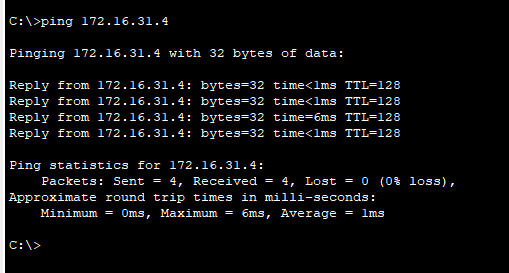 C:\>ping 172.16.31.4
Pinging 172.16.31.4 with 32 bytes of data:
Reply from 172.16.31.4: bytes=32 time<1ms TTL=128
Reply from 172.16.31.4: bytes=32 time<1ms TTL=128
Reply from 172.16.31.4: bytes=32 time=6ms TTL=128
Reply from 172.16.31.4: bytes=32 time<1ms TTL=128
Ping statistics for 172.16.31.4:
    Packets: Sent = 4, Received = 4, Lost = 0 (0% loss),
Approximate round trip times in milli-seconds:
    Minimum = 0ms, Maximum = 6ms, Average = 1ms
C:\>